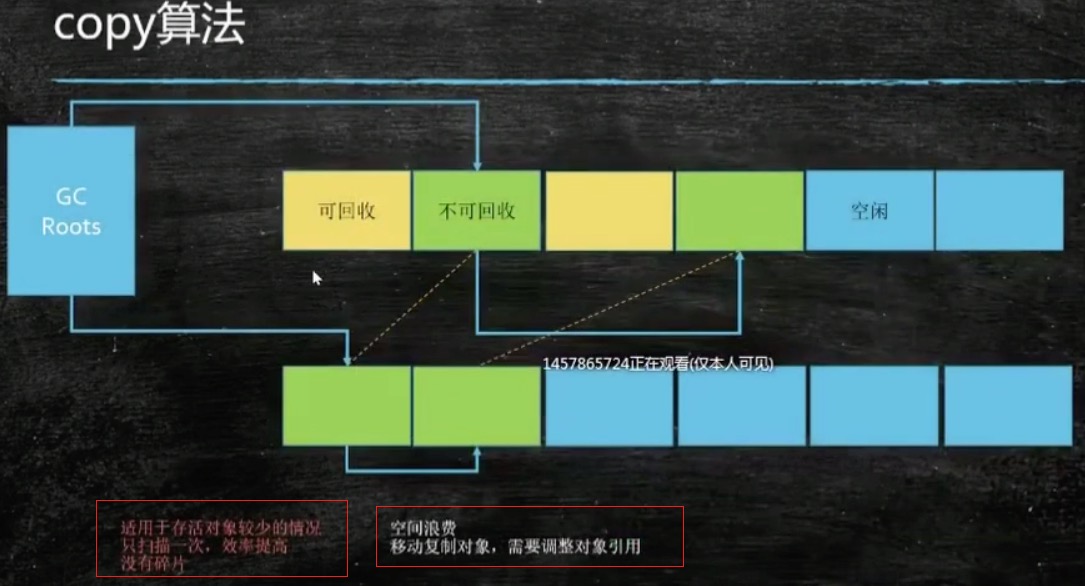 copy算法
GC
Roots
可回收
不可回收
空闲
1457865724正在观看(仅本人可见)
适用于存活对象较少的情况
只扫描一次，效率提高
没有碎片
空间浪费
移动复制对象，需要调整对象引用